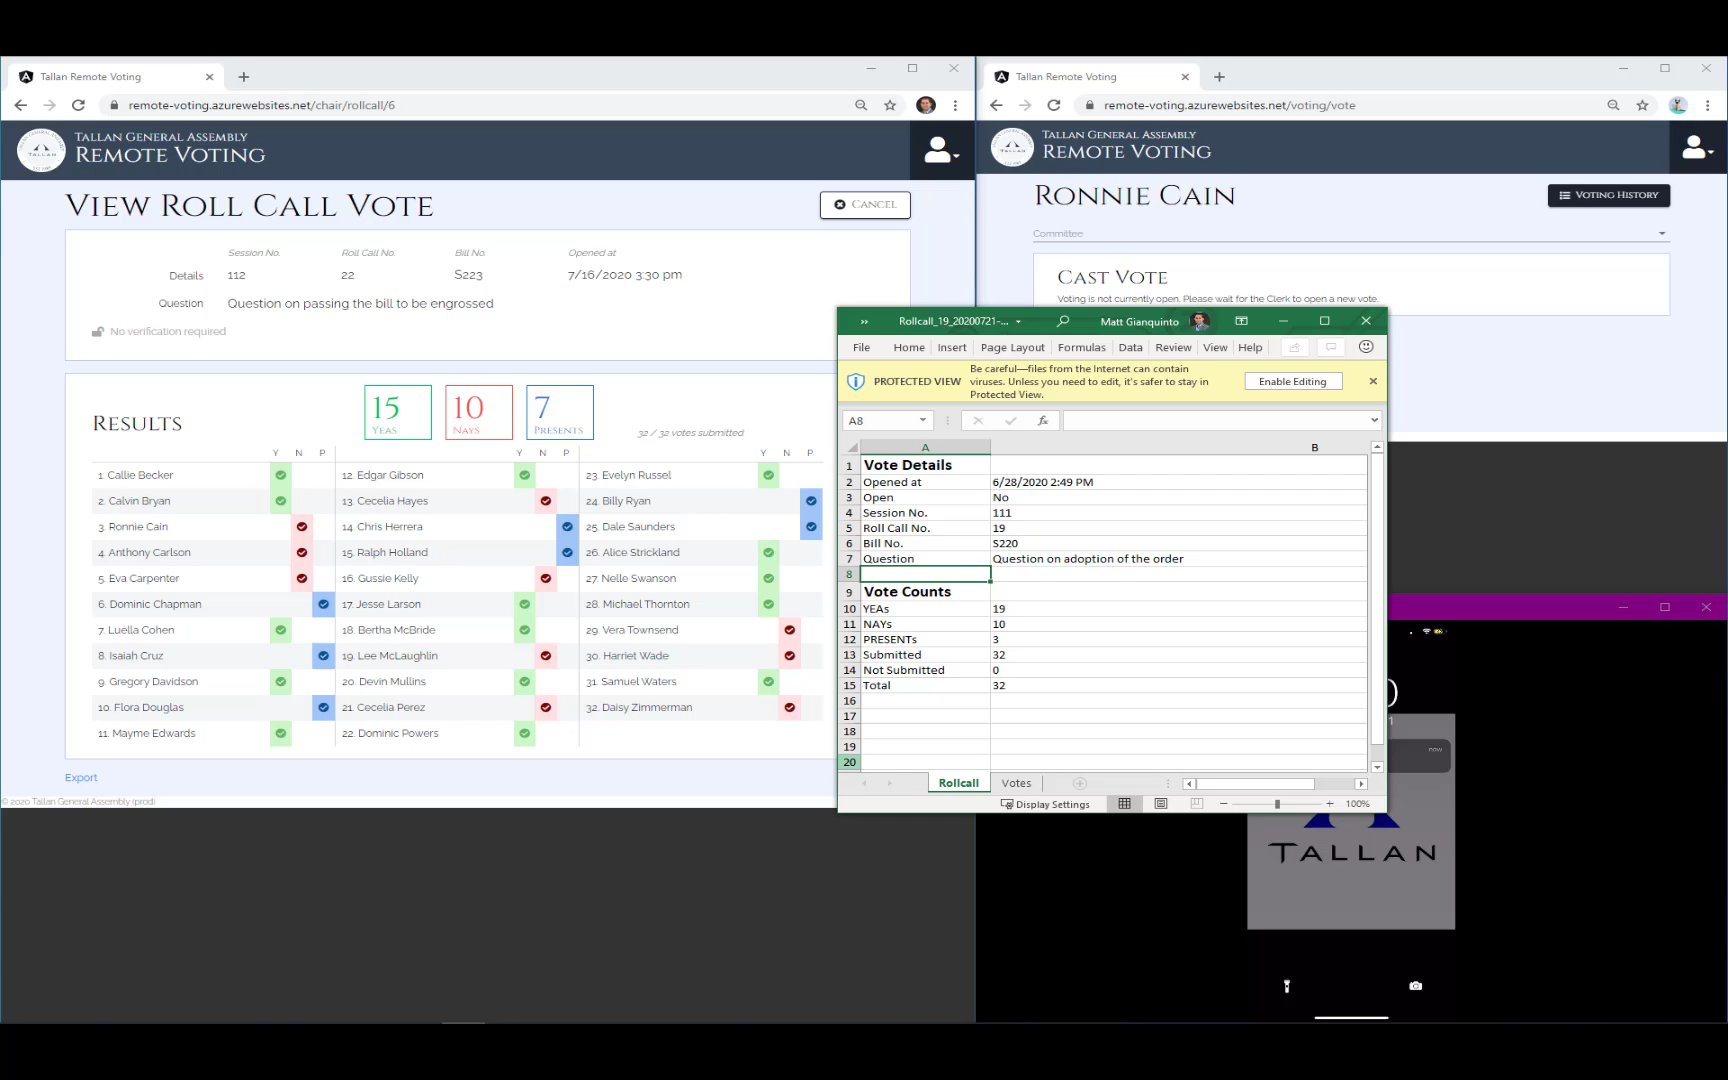 Tallan Remote Voting
remote-voting.azurewebsites.net/chair/rollcall/6
TALLAN GENERAL ASSEMBLY
REMOTE VOTING
TALLAN
VIEW ROLL CALL VOTE
CANCEL
Session No. Roll Call No. Bill No. Opened at
Details 112 22 S223 7/16/2020 3:30 pm
Question Question on passing the bill to be engrossed
No verification required
RESULTS
15 YEAS
10 NAYS
7 PRESENTS
32 / 32 votes submitted
Y N P Y N P Y N P
1. Callie Becker 12. Edgar Gibson 23. Evelyn Russel
2. Calvin Bryan 13. Cecelia Hayes 24. Billy Ryan
3. Ronnie Cain 14. Chris Herrera 25. Dale Saunders
4. Anthony Carlson 15. Ralph Holland 26. Alice Strickland
5. Eva Carpenter 16. Gussie Kelly 27. Nelle Swanson
6. Dominic Chapman 17. Jesse Larson 28. Michael Thornton
7. Luella Cohen 18. Bertha McBride 29. Vera Townsend
8. Isaiah Cruz 19. Lee McLaughlin 30. Harriet Wade
9. Gregory Davidson 20. Devin Mullins 31. Samuel Waters
10. Flora Douglas 21. Cecelia Perez 32. Daisy Zimmerman
11. Mayme Edwards 22. Dominic Powers
Export
© 2020 Tallan General Assembly (prod)
Tallan Remote Voting
remote-voting.azurewebsites.net/voting/vote
TALLAN GENERAL ASSEMBLY
REMOTE VOTING
TALLAN
RONNIE CAIN
VOTING HISTORY
Committee
CAST VOTE
Voting is not currently open. Please wait for the Clerk to open a new vote.
Rollcall_19_20200721-...
Matt Gianquinto
File Home Insert Page Layout Formulas Data Review View Help
PROTECTED VIEW
Be careful—files from the Internet can contain
viruses. Unless you need to edit, it's safer to stay in
Protected View.
Enable Editing
A8
fx
A B
1 Vote Details
2 Opened at 6/28/2020 2:49 PM
3 Open No
4 Session No. 111
5 Roll Call No. 19
6 Bill No. S220
7 Question Question on adoption of the order
8
9 Vote Counts
10 YEAs 19
11 NAYs 10
12 PRESENTs 3
13 Submitted 32
14 Not Submitted 0
15 Total 32
16
17
18
19
20
Rollcall Votes
Display Settings
100%
now
TALLAN